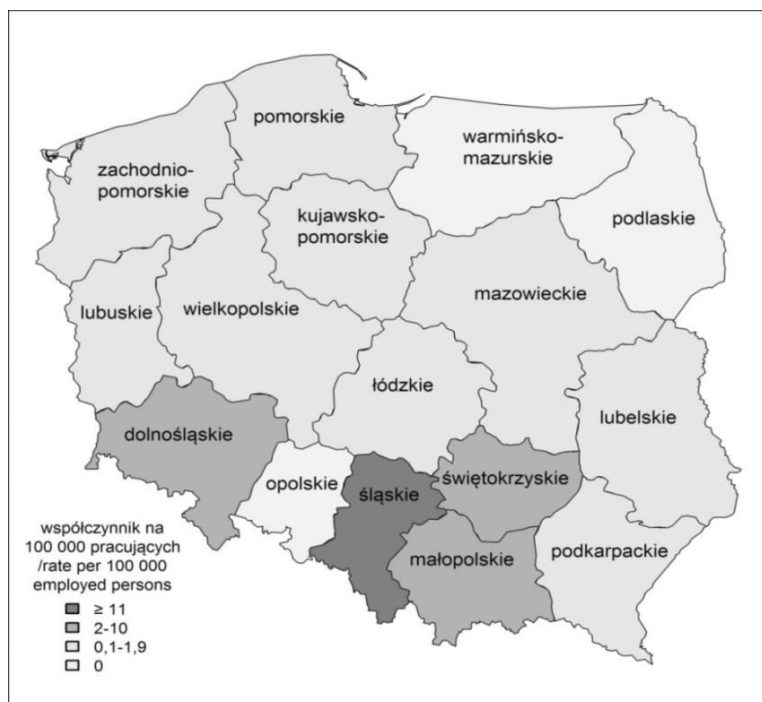 pomorskie
warmińsko-
mazurskie
zachodnio-
pomorskie
kujawsko-
pomorskie
podlaskie
mazowieckie
lubuskie
wielkopolskie
łódzkie
lubelskie
dolnośląskie
opolskie
śląskie
świętokrzyskie
małopolskie
podkarpackie
współczynnik na
100 000 pracujących
/rate per 100 000
employed persons
≥ 11
2-10
0,1-1,9
0